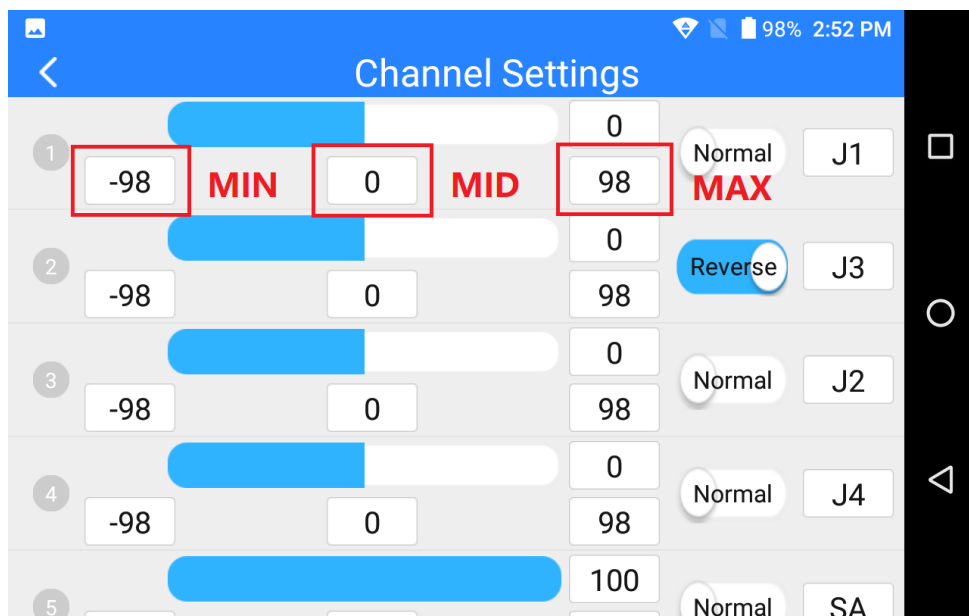 98% 2:52 PM
Channel Settings
0
1 Normal J1
-98 MIN 0 MID 98 MAX
0
2 Reverse J3
-98 0 98
0
3 Normal J2
-98 0 98
0
4 Normal J4
-98 0 98
100
5 Normal SA